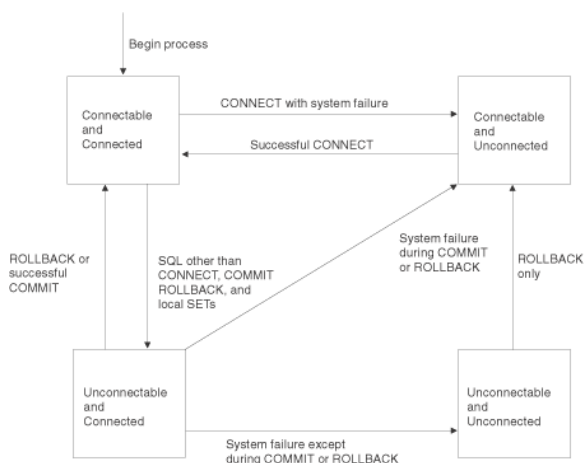 Begin process
Connectable
and
Connected
CONNECT with system failure
Successful CONNECT
Connectable
and
Unconnected
ROLLBACK or
successful
COMMIT
SQL other than
CONNECT, COMMIT
ROLLBACK, and
local SETs
System failure
during COMMIT
or ROLLBACK
ROLLBACK
only
Unconnectable
and
Connected
System failure except
during COMMIT or ROLLBACK
Unconnectable
and
Unconnected